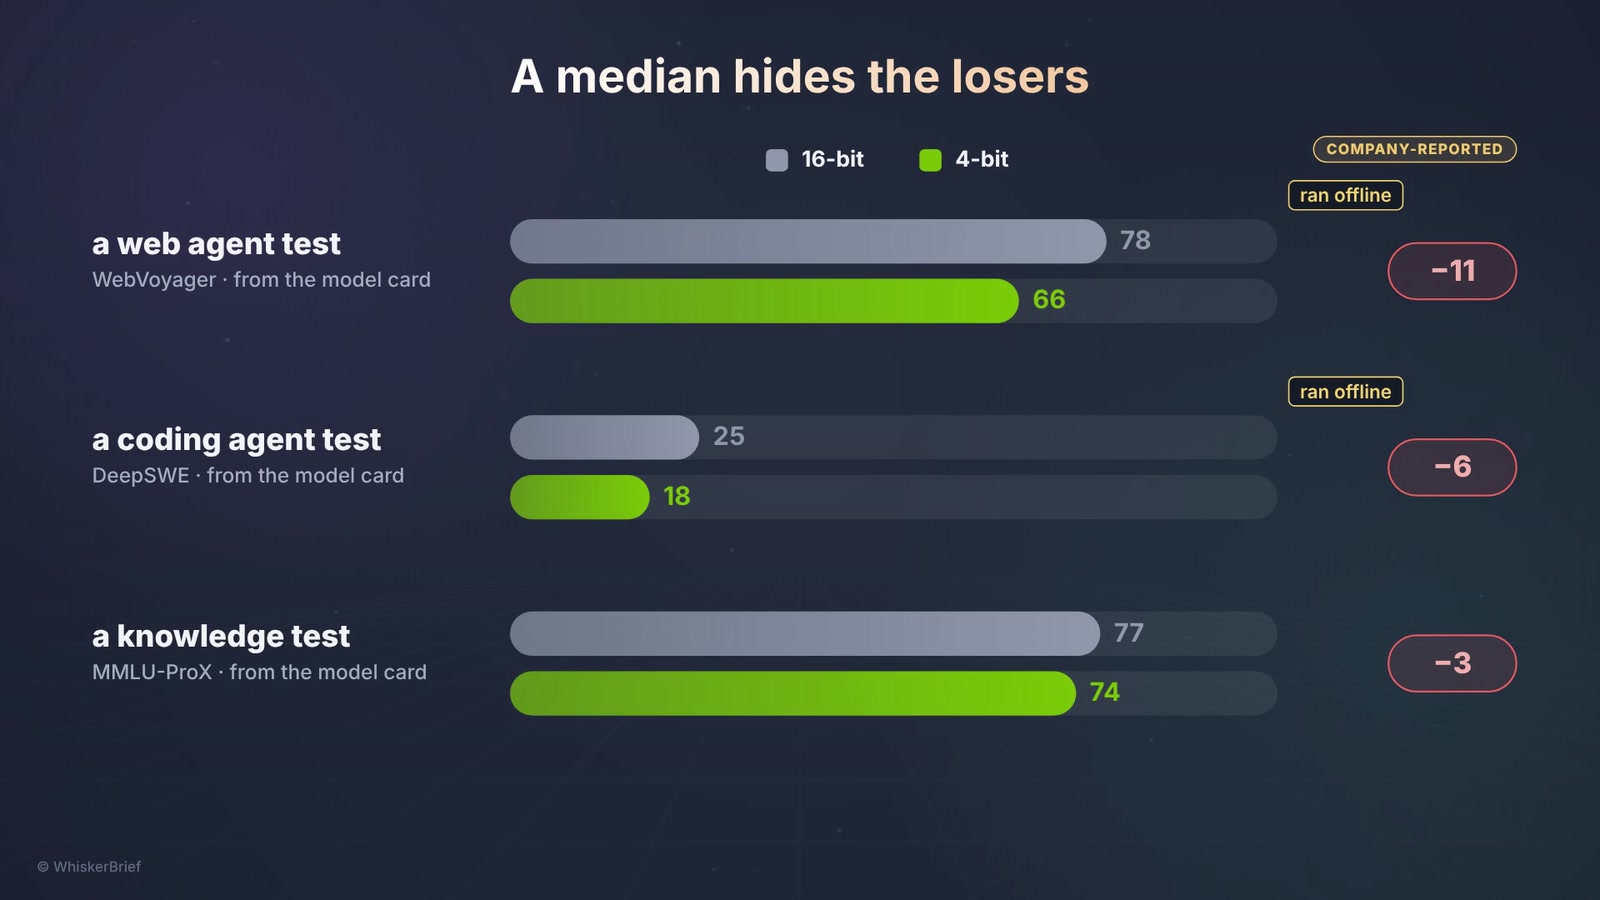 A median hides the losers
16-bit
4-bit
COMPANY-REPORTED
ran offline
a web agent test
WebVoyager · from the model card
78
66
−11
ran offline
a coding agent test
DeepSWE · from the model card
25
18
−6
a knowledge test
MMLU-ProX · from the model card
77
74
−3
© WhiskerBrief